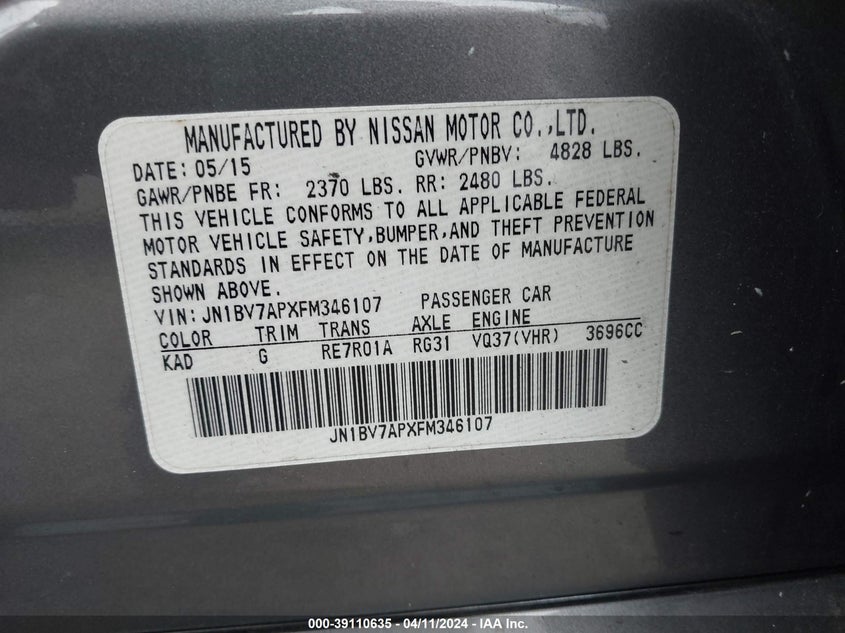 MANUFACTURED BY NISSAN MOTOR CO.,LTD.
DATE: 05/15 GVWR/PNBV: 4828 LBS.
GAWR/PNBE FR: 2370 LBS. RR: 2480 LBS.
THIS VEHICLE CONFORMS TO ALL APPLICABLE FEDERAL
MOTOR VEHICLE SAFETY,BUMPER,AND THEFT PREVENTION
STANDARDS IN EFFECT ON THE DATE OF MANUFACTURE
SHOWN ABOVE.
VIN:JN1BV7APXFM346107 PASSENGER CAR
COLOR TRIM TRANS AXLE ENGINE
KAD G RE7R01A RG31 VQ37(VHR) 3696CC
JN1BV7APXFM346107
000-39110635 - 04/11/2024 - IAA Inc.